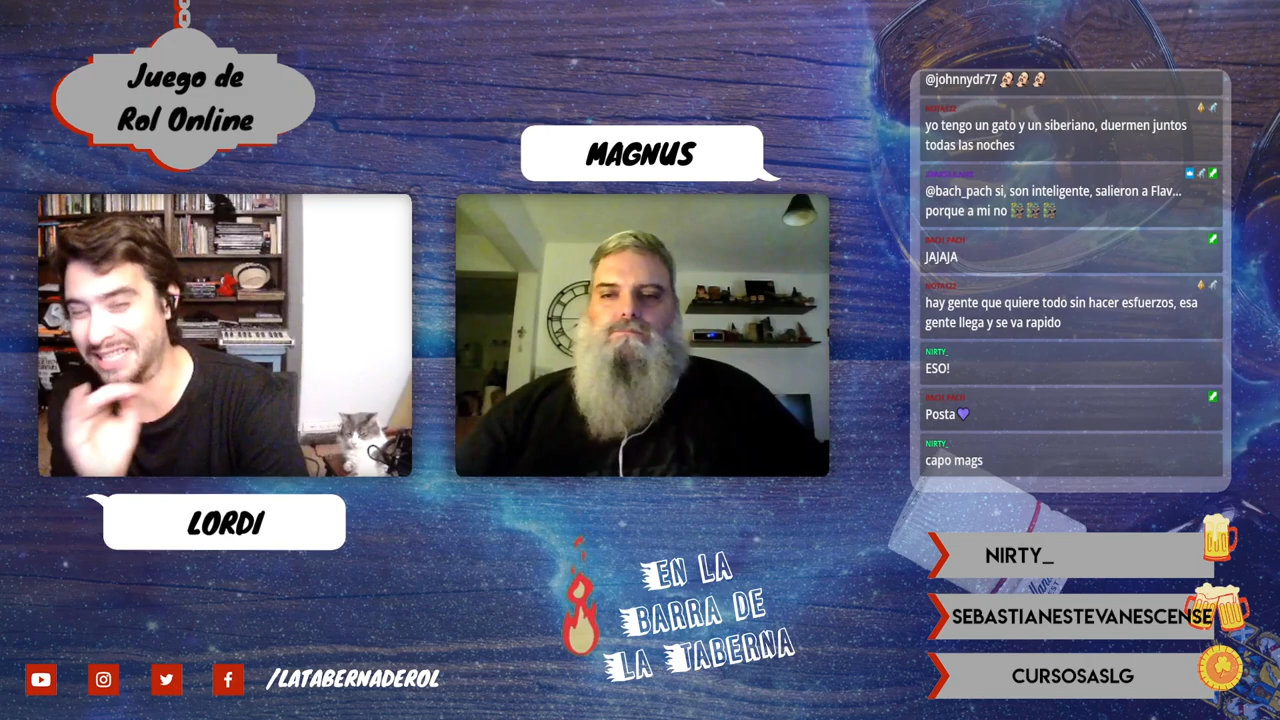 Juego de
Rol Online
MAGNUS
LORDI
EN LA
BARRA DE
LA TABERNA
/LATABERNADEROL
@johnnydr77
yo tengo un gato y un siberiano, duermen juntos
todas las noches
@bach_pach si, son inteligente, salieron a Flav...
porque a mi no
BACH PACH
JAJAJA
hay gente que quiere todo sin hacer esfuerzos, esa
gente llega y se va rapido
NIRTY_
ESO!
BACH PACH
Posta
NIRTY_
capo mags
NIRTY_
SEBASTIANESTEVANESCENSE
CURSOSASLG